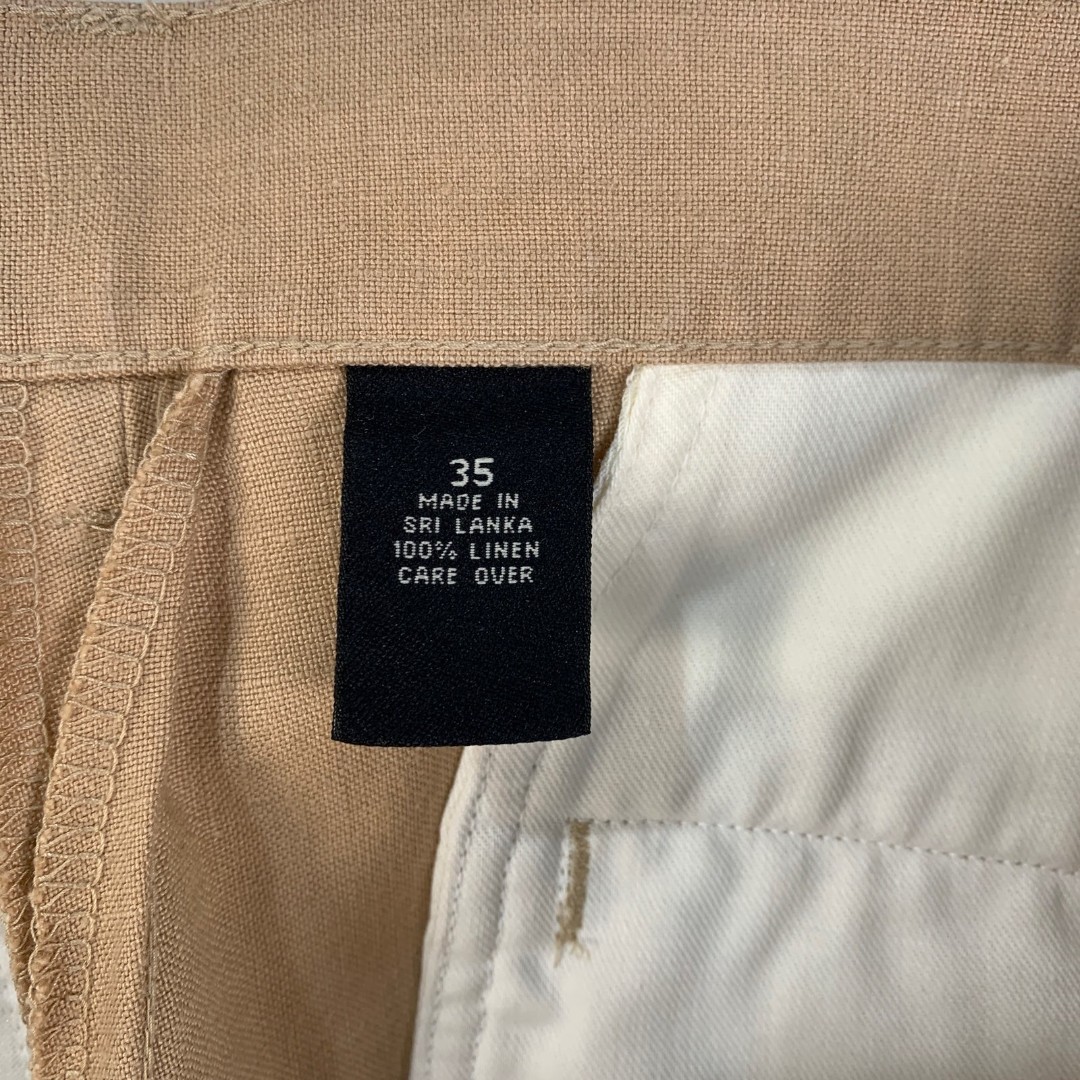 35
MADE IN
SRI LANKA
100% LINEN
CARE OVER